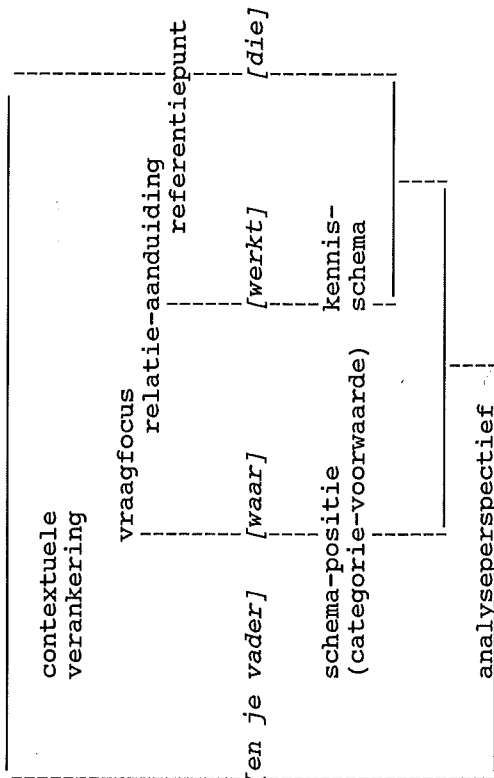 contextuele
verankering
vraagfocus
relatie-aanduiding
referentiepunt
[en je vader] [waar] [werkt] [die]
schema-positie
(categorie-voorwaarde)
kennis-
schema
analyseperspectief